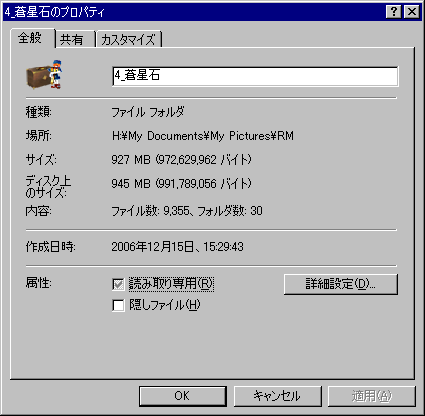 4_蒼星石のプロパティ
全般 共有 カスタマイズ
4_蒼星石
種類: ファイル フォルダ
場所: H:¥My Documents¥My Pictures¥RM
サイズ: 927 MB (972,629,962 バイト)
ディスク上
のサイズ: 945 MB (991,789,056 バイト)
内容: ファイル数: 9,355、フォルダ数: 30
作成日時: 2006年12月15日、15:29:43
属性: 読み取り専用(R) 詳細設定(D)...
隠しファイル(H)
OK キャンセル 適用(A)